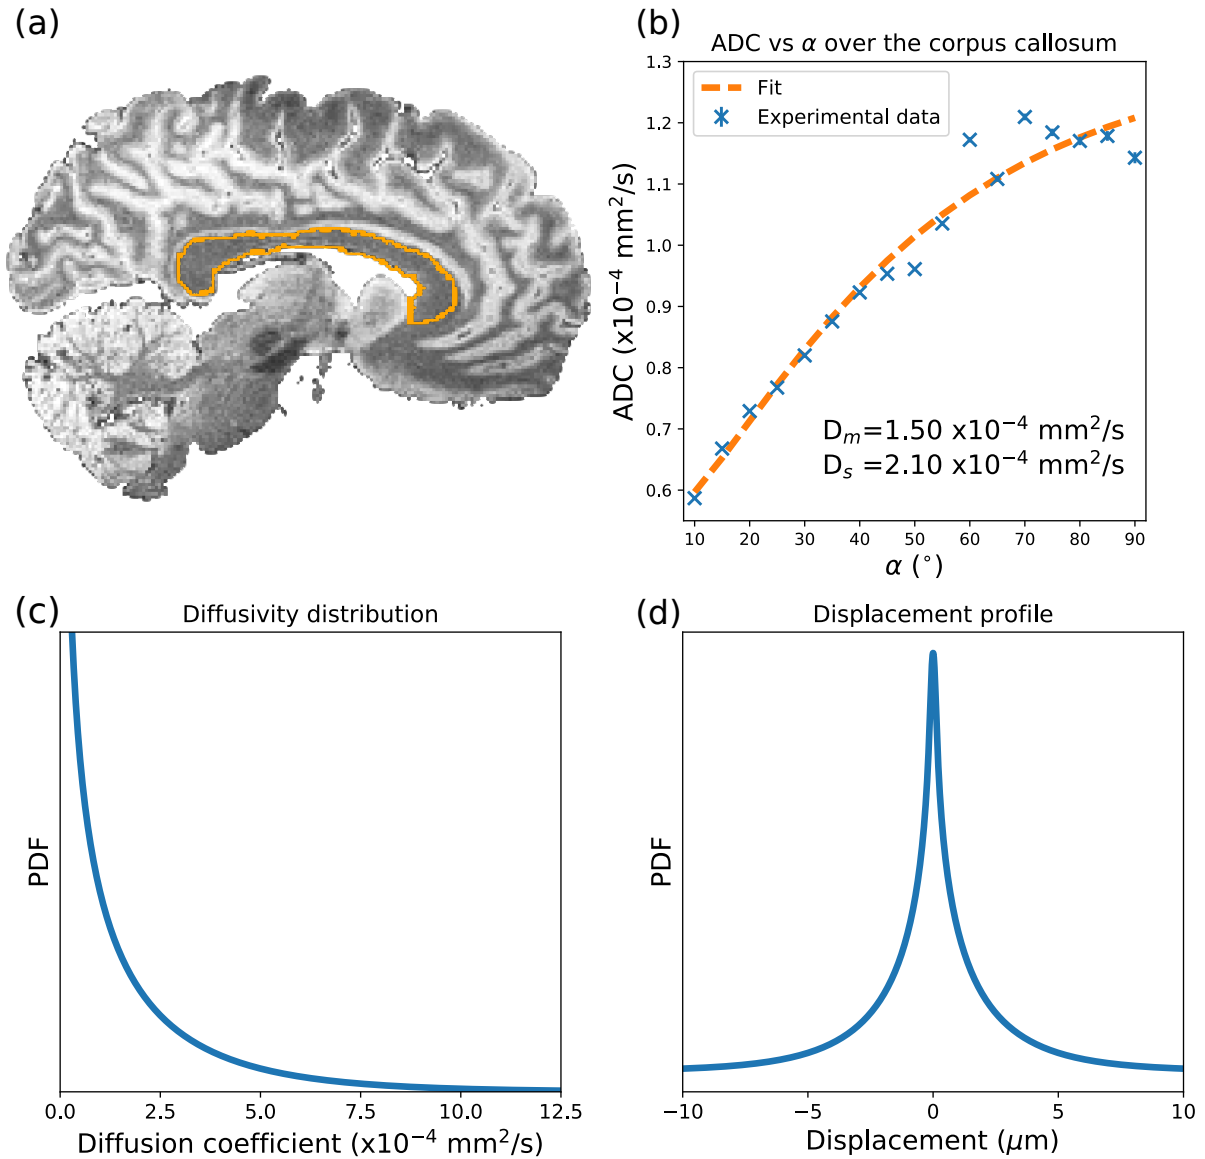 (a)
(b)
ADC vs α over the corpus callosum
Fit
Experimental data
1.3
1.2
1.1
1.0
0.9
0.8
0.7
0.6
ADC (x10⁻⁴ mm²/s)
Dₘ=1.50 x10⁻⁴ mm²/s
Dₛ =2.10 x10⁻⁴ mm²/s
10 20 30 40 50 60 70 80 90
α (°)
(c)
Diffusivity distribution
PDF
0.0 2.5 5.0 7.5 10.0 12.5
Diffusion coefficient (x10⁻⁴ mm²/s)
(d)
Displacement profile
PDF
−10 −5 0 5 10
Displacement (μm)